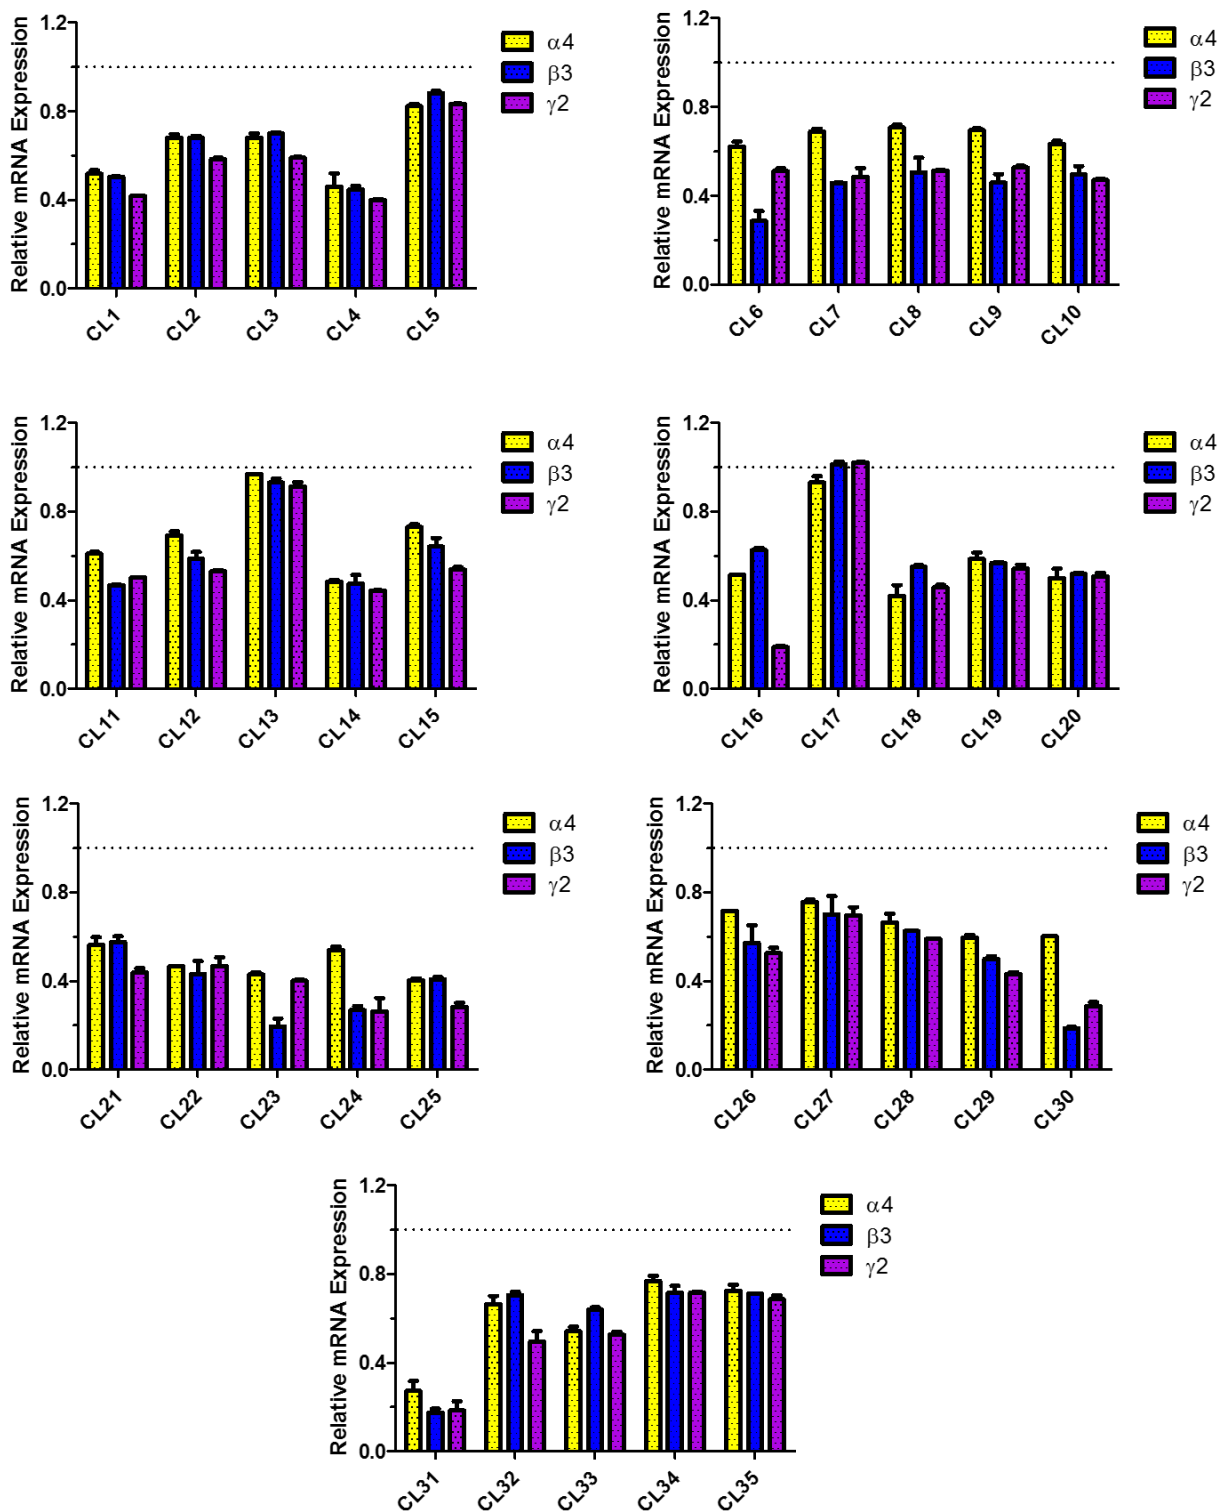 Relative mRNA Expression
1.2
0.8
0.4
0.0
CL1
CL2
CL3
CL4
CL5
α4
β3
γ2
Relative mRNA Expression
1.2
0.8
0.4
0.0
CL6
CL7
CL8
CL9
CL10
α4
β3
γ2
Relative mRNA Expression
1.2
0.8
0.4
0.0
CL11
CL12
CL13
CL14
CL15
α4
β3
γ2
Relative mRNA Expression
1.2
0.8
0.4
0.0
CL16
CL17
CL18
CL19
CL20
α4
β3
γ2
Relative mRNA Expression
1.2
0.8
0.4
0.0
CL21
CL22
CL23
CL24
CL25
α4
β3
γ2
Relative mRNA Expression
1.2
0.8
0.4
0.0
CL26
CL27
CL28
CL29
CL30
α4
β3
γ2
Relative mRNA Expression
1.2
0.8
0.4
0.0
CL31
CL32
CL33
CL34
CL35
α4
β3
γ2